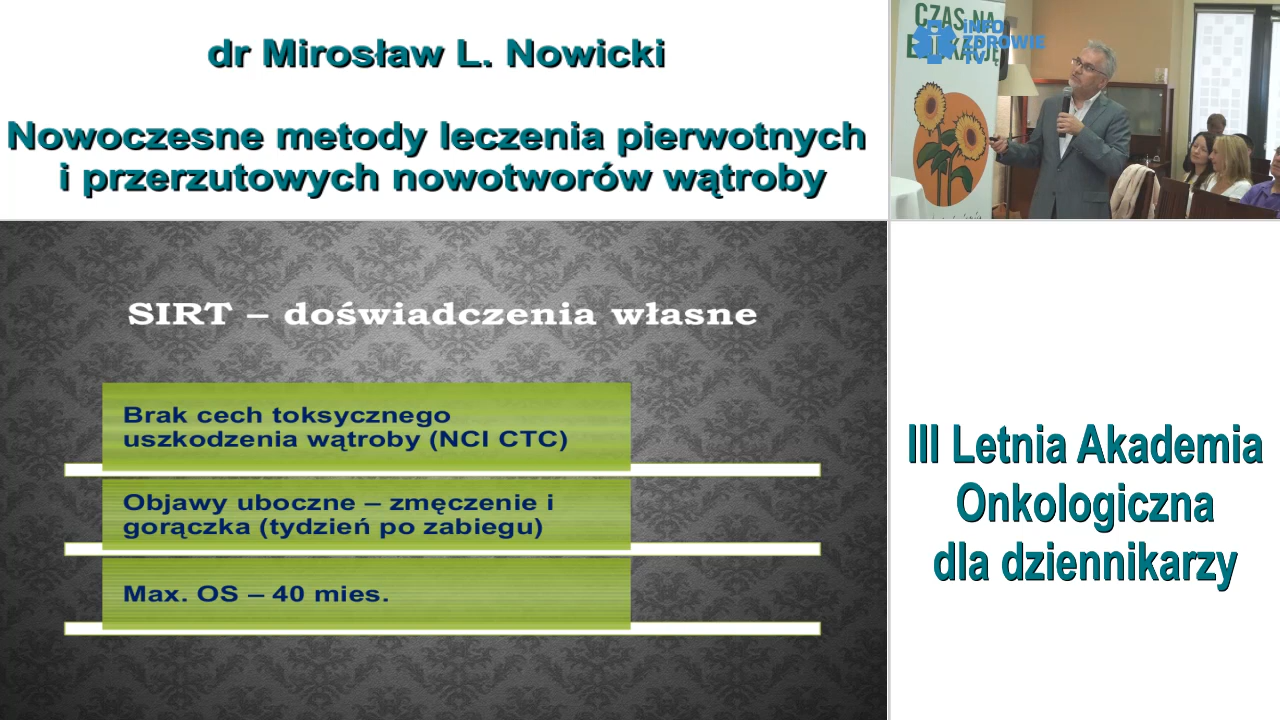 dr Mirosław L. Nowicki
Nowoczesne metody leczenia pierwotnych
i przerzutowych nowotworów wątroby
CZAS NA
EDUKACJĘ
INFO
ZDROWIE
TV
SIRT – doświadczenia własne
Brak cech toksycznego
uszkodzenia wątroby (NCI CTC)
Objawy uboczne – zmęczenie i
gorączka (tydzień po zabiegu)
Max. OS – 40 mies.
III Letnia Akademia
Onkologiczna
dla dziennikarzy